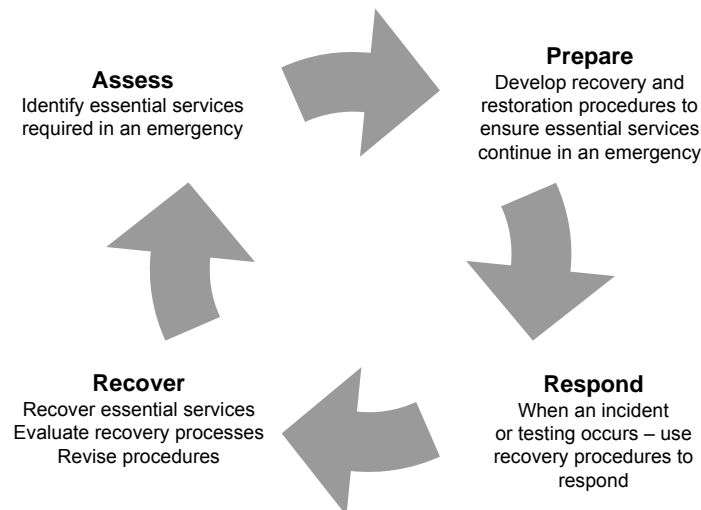 Assess
Identify essential services
required in an emergency
Prepare
Develop recovery and
restoration procedures to
ensure essential services
continue in an emergency
Respond
When an incident
or testing occurs – use
recovery procedures to
respond
Recover
Recover essential services
Evaluate recovery processes
Revise procedures